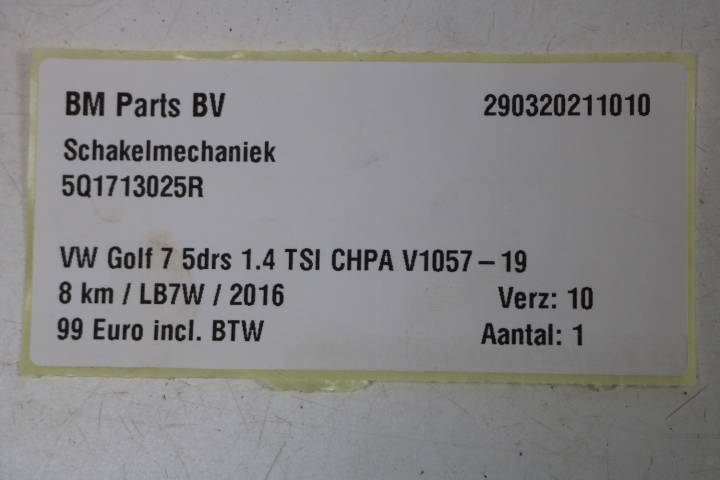 BM Parts BV 290320211010
Schakelmechaniek
5Q1713025R
VW Golf 7 5drs 1.4 TSI CHPA V1057 – 19
8 km / LB7W / 2016 Verz: 10
99 Euro incl. BTW Aantal: 1